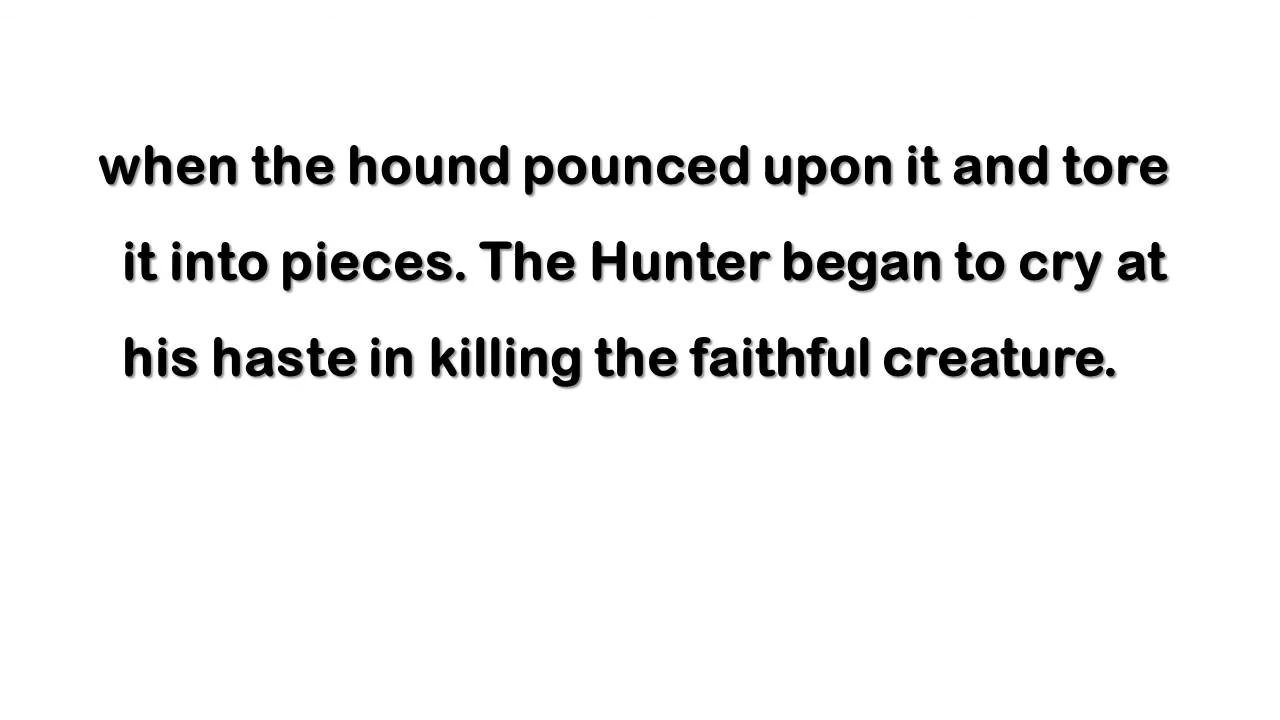 when the hound pounced upon it and tore
it into pieces. The Hunter began to cry at
his haste in killing the faithful creature.